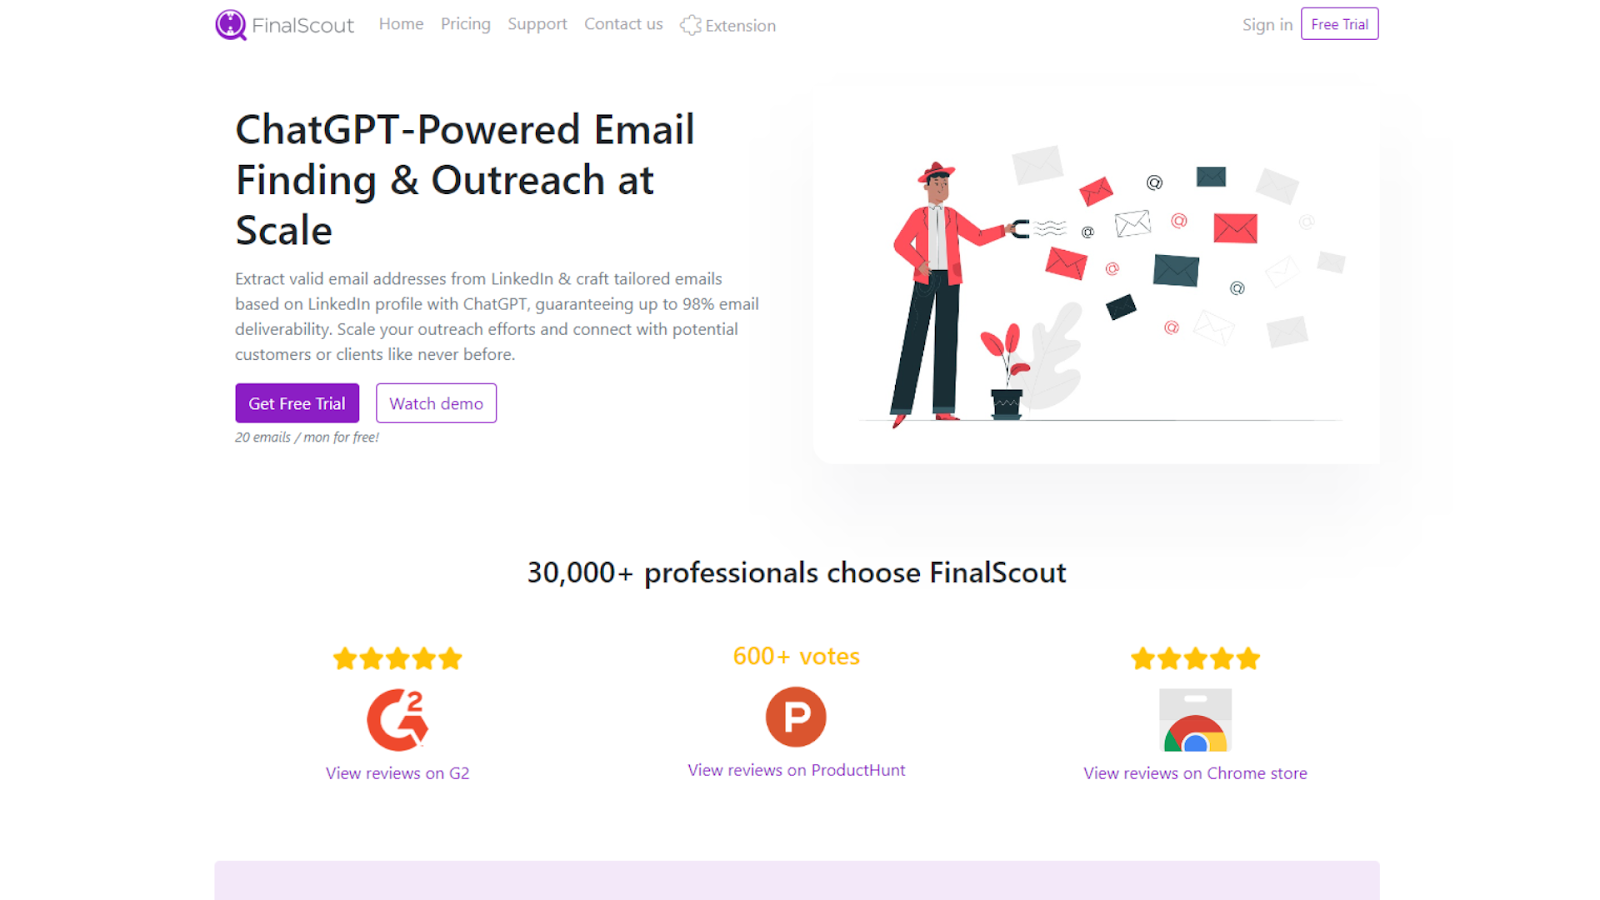 FinalScout Home Pricing Support Contact us Extension Sign in Free Trial
ChatGPT-Powered Email
Finding & Outreach at
Scale
Extract valid email addresses from LinkedIn & craft tailored emails
based on LinkedIn profile with ChatGPT, guaranteeing up to 98% email
deliverability. Scale your outreach efforts and connect with potential
customers or clients like never before.
Get Free Trial Watch demo
20 emails / mon for free!
@
@
@
@
@
@
@
30,000+ professionals choose FinalScout
600+ votes
G2
P
View reviews on G2
View reviews on ProductHunt
View reviews on Chrome store